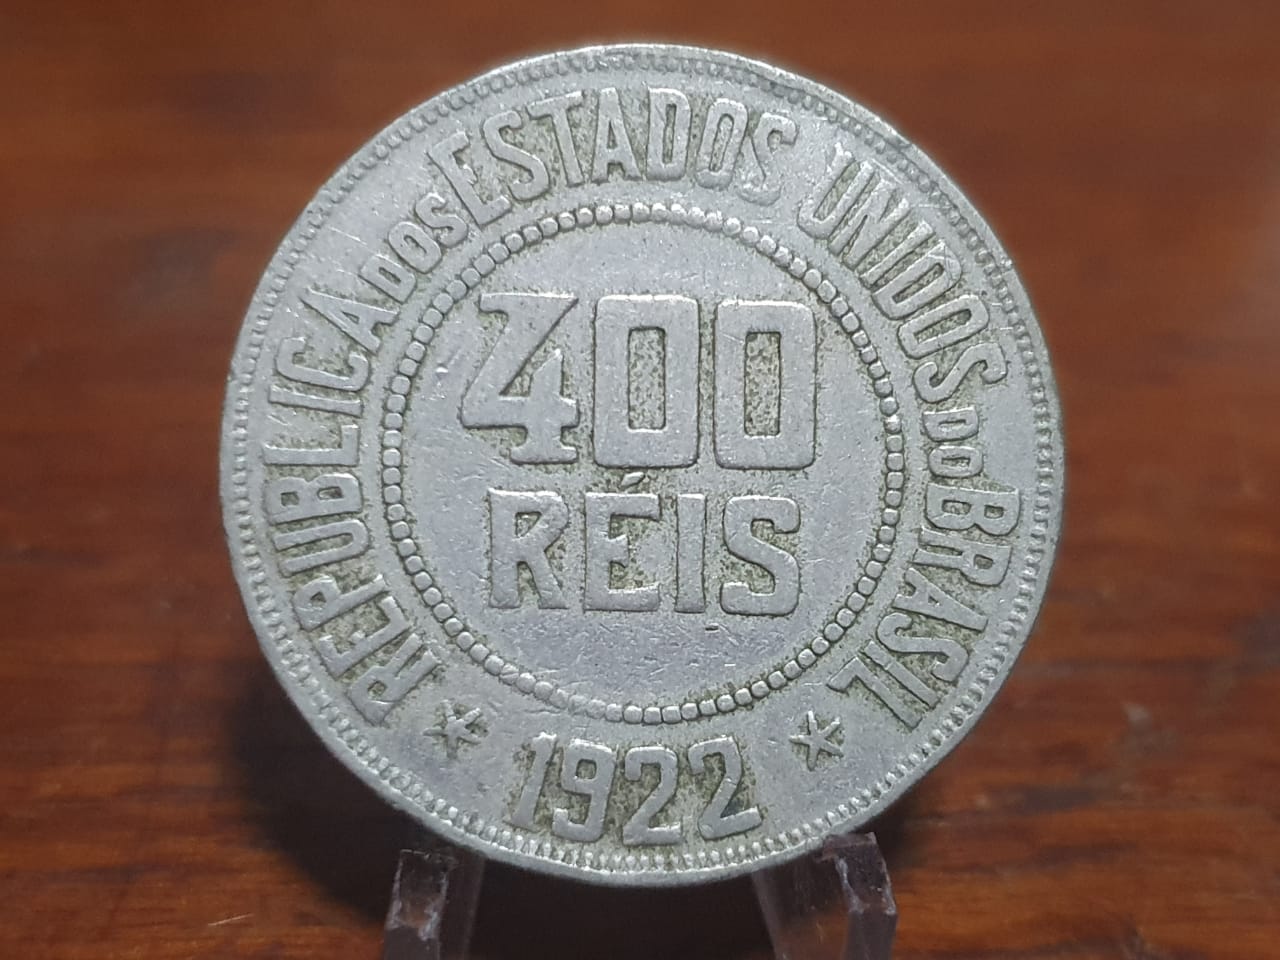 REPUBLICA DOS ESTADOS UNIDOS DO BRASIL
400
RÉIS
* 1922 *